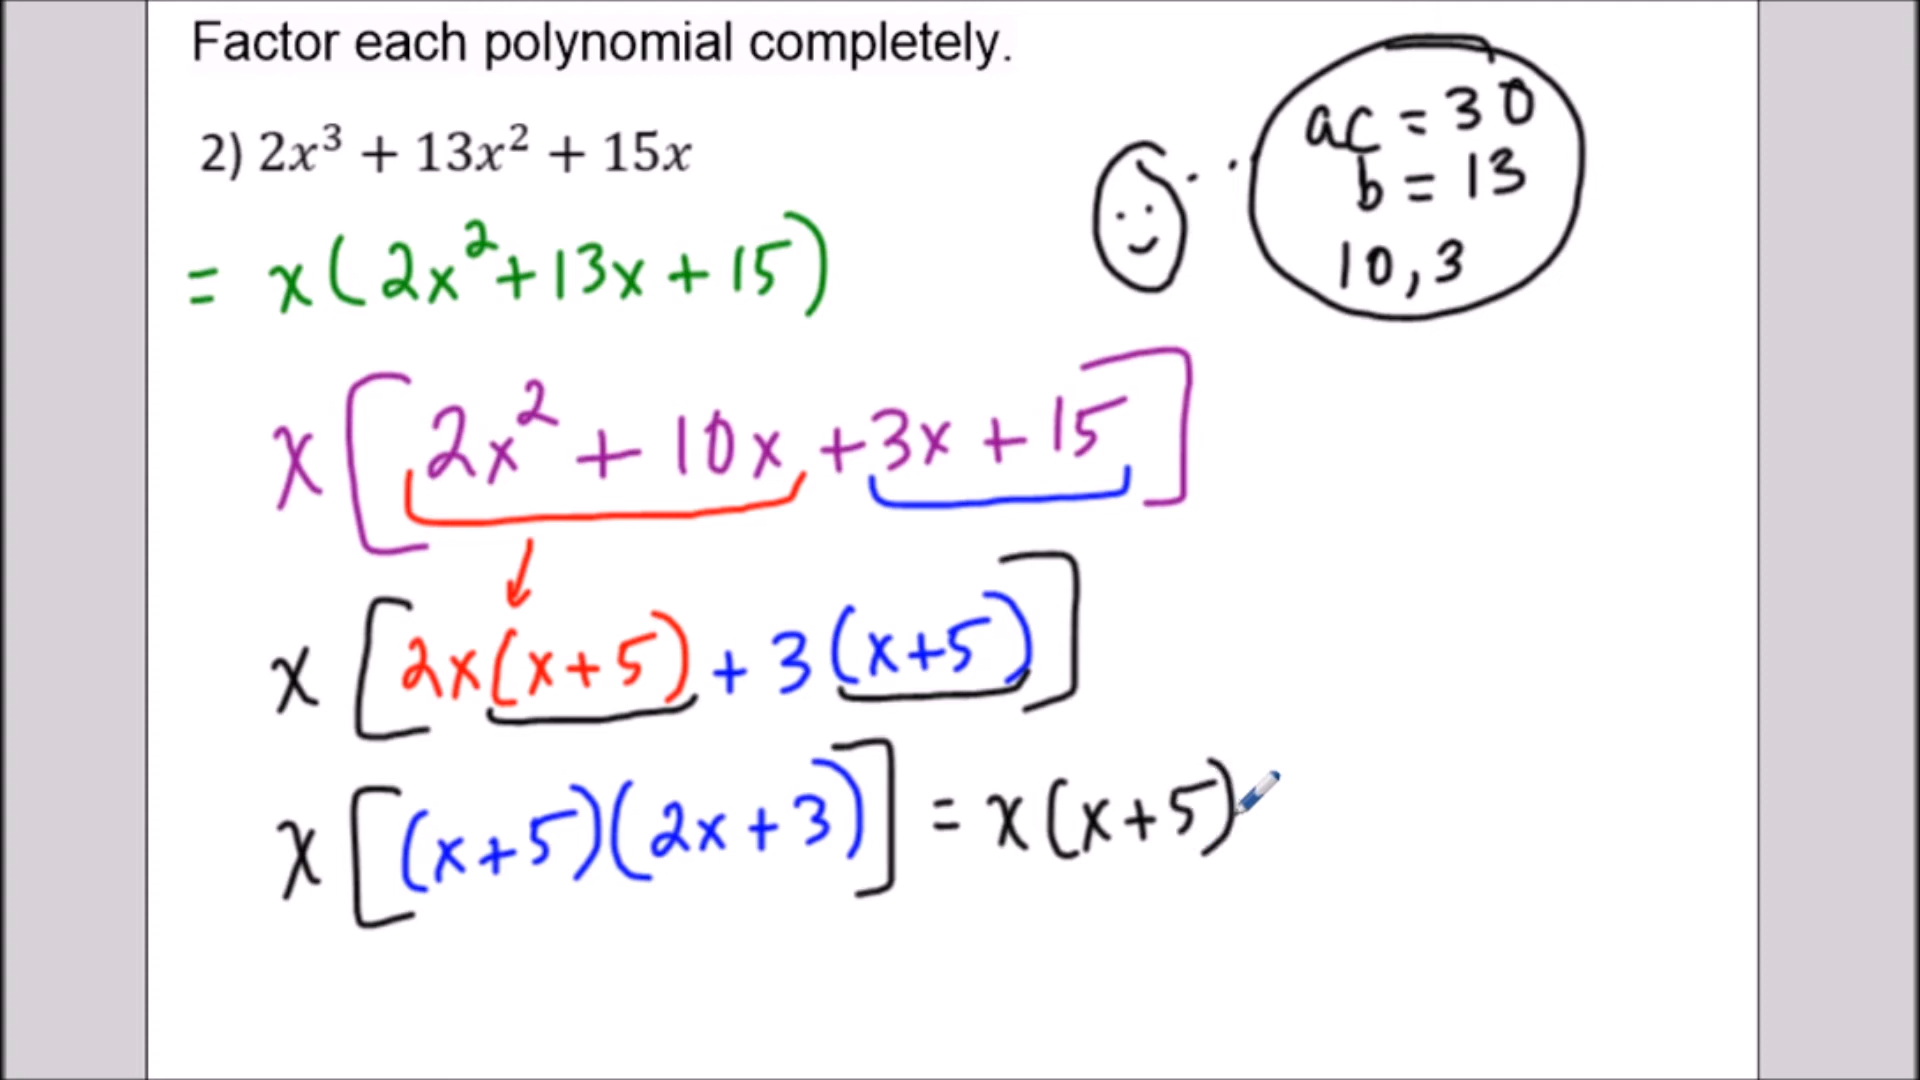 Factor each polynomial completely.
2) 2x³ + 13x² + 15x
ac = 30
b = 13
10,3
= x(2x²+13x+15)
x[2x² + 10x +3x + 15]
x[2x(x+5) + 3(x+5)]
x[(x+5)(2x+3)] = x(x+5)